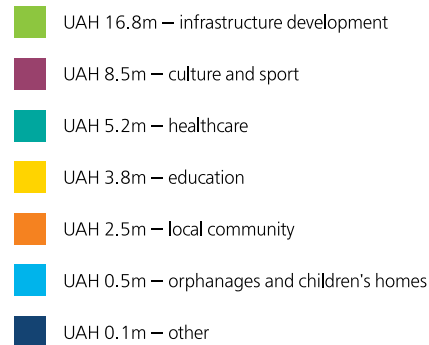 UAH 16.8m – infrastructure development
UAH 8.5m – culture and sport
UAH 5.2m – healthcare
UAH 3.8m – education
UAH 2.5m – local community
UAH 0.5m – orphanages and children's homes
UAH 0.1m – other